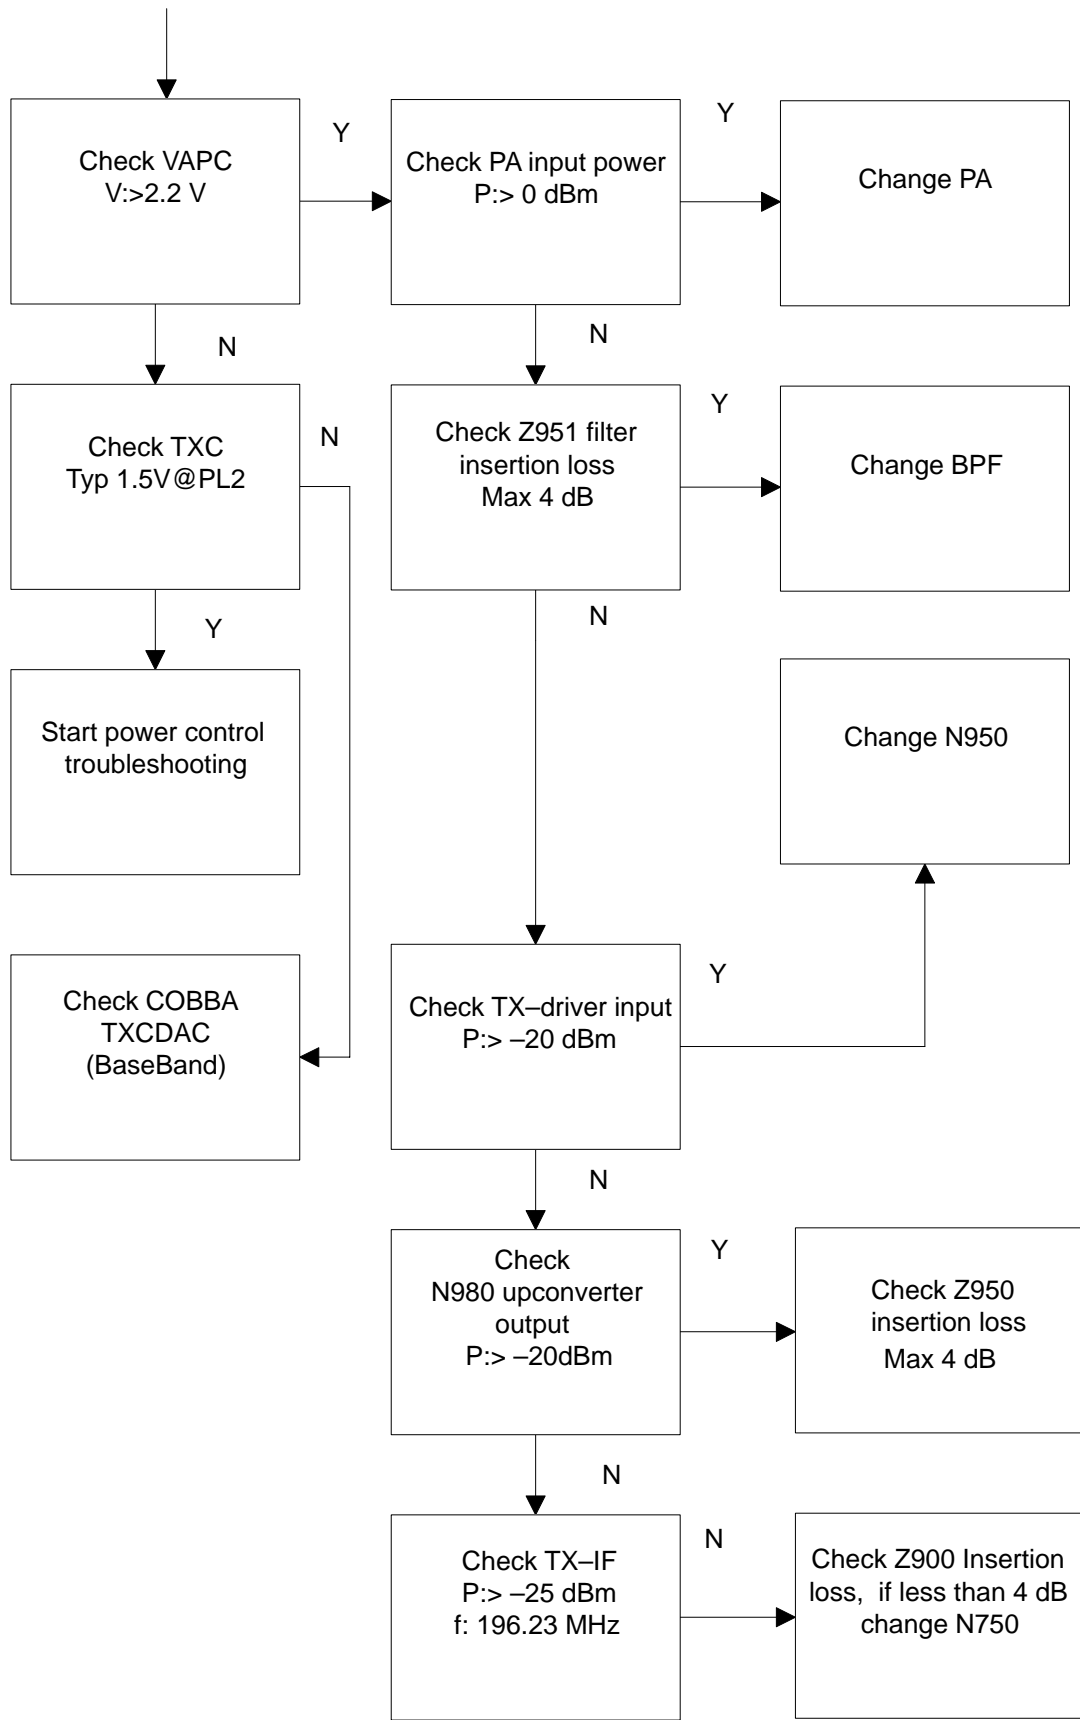 Check VAPC
V:>2.2 V
Y
Check PA input power
P:> 0 dBm
Y
Change PA
N
N
Check TXC
Typ 1.5V@PL2
N
Check Z951 filter
insertion loss
Max 4 dB
Y
Change BPF
Y
N
Start power control
troubleshooting
Change N950
Check COBBA
TXCDAC
(BaseBand)
Check TX–driver input
P:> –20 dBm
Y
N
Check
N980 upconverter
output
P:> –20dBm
Y
Check Z950
insertion loss
Max 4 dB
N
Check TX–IF
P:> –25 dBm
f: 196.23 MHz
N
Check Z900 Insertion
loss,  if less than 4 dB
change N750